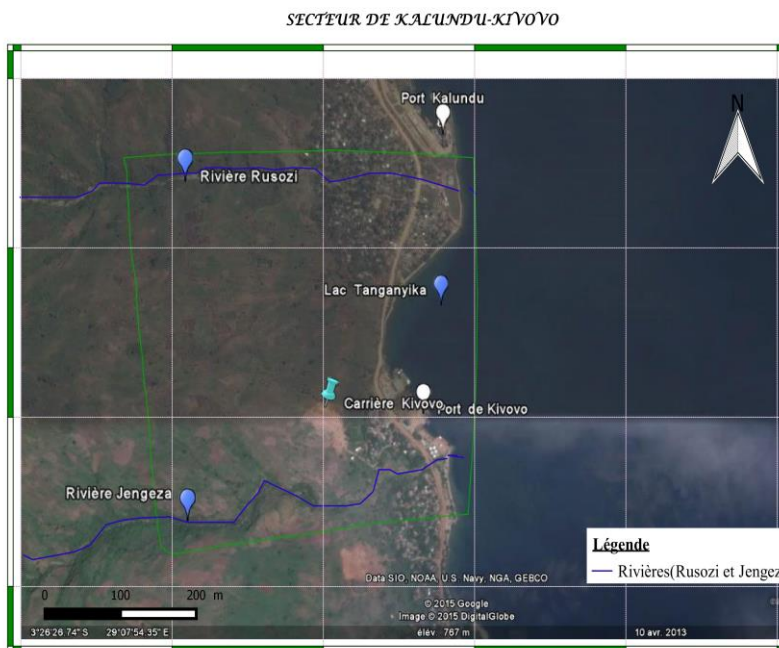 SECTEUR DE KALUNDU-KIVOVO
Port Kalundu
N
Rivière Rusozi
Lac Tanganyika
Carrière Kivovo
Port de Kivovo
Rivière Jengeza
Légende
Rivières(Rusozi et Jengez
Data SIO, NOAA, U.S. Navy, NGA, GEBCO
0 100 200 m
© 2015 Google
Image © 2015 DigitalGlobe
3°26'26.74" S 29°07'54.35" E élév. 767 m 10 avr. 2013